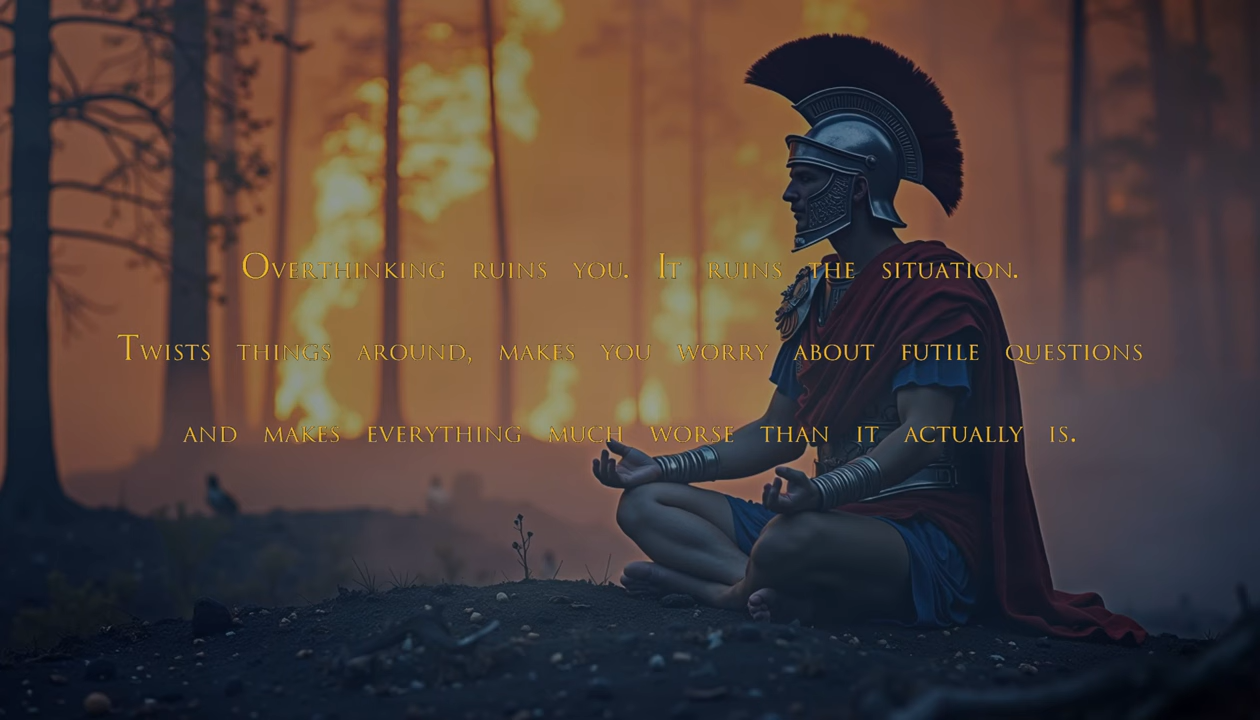 Overthinking ruins you. It ruins the situation.
Twists things around, makes you worry about futile questions
and makes everything much worse than it actually is.